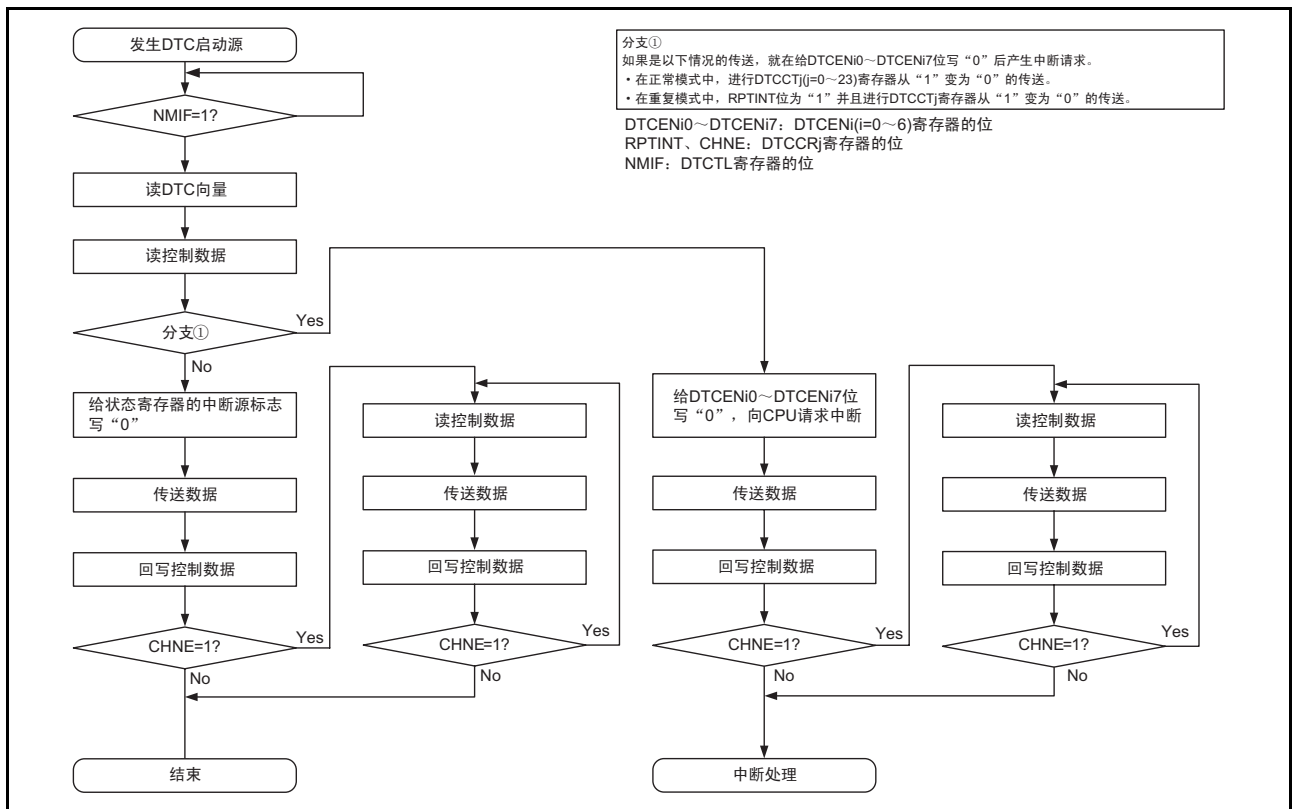 发生DTC启动源
NMIF=1?
读DTC向量
读控制数据
分支①
Yes
No
给状态寄存器的中断源标志
写“0”
传送数据
回写控制数据
CHNE=1?
Yes
No
结束
读控制数据
传送数据
回写控制数据
CHNE=1?
Yes
No
给DTCENi0～DTCENi7位
写“0”，向CPU请求中断
传送数据
回写控制数据
CHNE=1?
Yes
No
中断处理
读控制数据
传送数据
回写控制数据
CHNE=1?
Yes
No
分支①
如果是以下情况的传送，就在给DTCENi0～DTCENi7位写“0”后产生中断请求。
・在正常模式中，进行DTCCTj(j=0～23)寄存器从“1”变为“0”的传送。
・在重复模式中，RPTINT位为“1”并且进行DTCCTj寄存器从“1”变为“0”的传送。
DTCENi0～DTCENi7：DTCENi(i=0～6)寄存器的位
RPTINT、CHNE：DTCCRj寄存器的位
NMIF：DTCTL寄存器的位